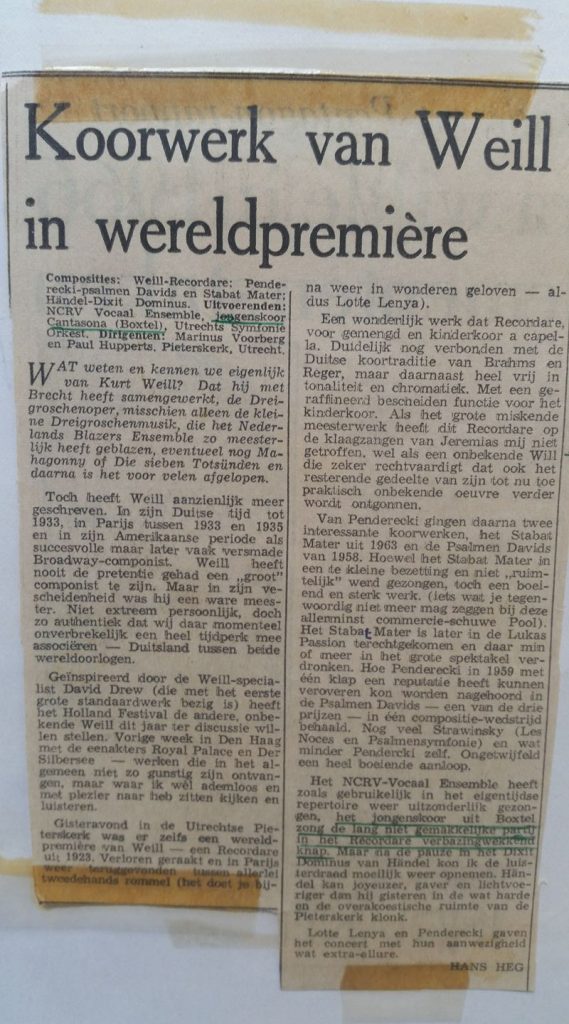 Koorwerk van Weill
in wereldpremière
Composities: Weill-Recordare; Pende-
recki-psalmen Davids en Stabat Mater;
Händel-Dixit Dominus. Uitvoerenden:
NCRV Vocaal Ensemble, jongenskoor
Cantasona (Boxtel), Utrechts Symfonie
Orkest, Dirigenten: Marinus Voorberg
en Paul Hupperts. Pieterskerk, Utrecht.
WAT weten en kennen we eigenlijk
van Kurt Weill? Dat hij met
Brecht heeft samengewerkt, de Drei-
groschenoper, misschien alleen de klei-
ne Dreigroschenmusik, die het Neder-
lands Blazers Ensemble zo meester-
lijk heeft geblazen, eventueel nog Ma-
hagonny of Die sieben Totsünden en
daarna is het voor velen afgelopen.
Toch heeft Weill aanzienlijk meer
geschreven. In zijn Duitse tijd tot
1933, in Parijs tussen 1933 en 1935
en in zijn Amerikaanse periode als
succesvolle maar later vaak versmade
Broadway-componist. Weill heeft
nooit de pretentie gehad een „groot”
componist te zijn. Maar in zijn ver-
scheidenheid was hij een ware mees-
ter. Niet extreem persoonlijk, doch
zo authentiek dat wij daar momenteel
onverbrekelijk een heel tijdperk mee
associëren — Duitsland tussen beide
wereldoorlogen.
Geïnspireerd door de Weill-specia-
list David Drew (die met het eerste
grote standaardwerk bezig is) heeft
het Holland Festival de andere, onbe-
kende Weill dit jaar ter discussie wil-
len stellen. Vorige week in Den Haag
met de eenakters Royal Palace en Der
Silbersee — werken die in het al-
gemeen niet zo gunstig zijn ontvan-
gen, maar waar ik wel ademloos en
met plezier naar heb zitten kijken en
luisteren.
Gisteravond in de Utrechtse Pie-
terskerk was er zelfs een wereld-
première van Weill — een Recordare
uit 1923. Verloren geraakt en in Parijs
weer teruggevonden tussen allerlei
tweedehands rommel (het doet je bij-
na weer in wonderen geloven — al-
dus Lotte Lenya).
Een wonderlijk werk dat Recordare,
voor gemengd en kinderkoor a capel-
la. Duidelijk nog verbonden met de
Duitse koortraditie van Brahms en
Reger, maar daarnaast heel vrij in
tonaliteit en chromatiek. Met een ge-
raffineerd bescheiden functie voor het
kinderkoor. Als het grote miskende
meesterwerk heeft dit Recordare op
de klaagzangen van Jeremias mij niet
getroffen, wel als een onbekende Will
die zeker rechtvaardigt dat ook het
resterende gedeelte van zijn tot nu toe
praktisch onbekende oeuvre verder
wordt ontgonnen.
Van Penderecki gingen daarna twee
interessante koorwerken, het Stabat
Mater uit 1963 en de Psalmen Davids
van 1958. Hoewel het Stabat Mater in
een te kleine bezetting en niet „ruim-
telijk” werd gezongen, toch een boei-
end en sterk werk. (iets wat je tegen-
woordig niet meer mag zeggen bij deze
allerminst commercie-schuwe Pool).
Het Stabat Mater is later in de Lukas
Passion terechtgekomen en daar min
of meer in het grote spektakel ver-
dronken. Hoe Penderecki in 1959 met
één klap een reputatie heeft kunnen
veroveren kon worden nagehoord in
de Psalmen Davids — een van de drie
prijzen — in één compositie-wedstrijd
behaald. Nog veel Strawinsky (Les
Noces en Psalmensymfonie) en wat
minder Pendercki zelf. Ongetwijfeld
een heel boeiende aanloop.
Het NCRV-Vocaal Ensemble heeft
zoals gebruikelijk in het eigentijdse
repertoire weer uitzonderlijk gezon-
gen, het jongenskoor uit Boxtel
zong de lang niet gemakkelijke partij
in het Recordare verbazingwekkend
knap. Maar na de pauze in het Dixit
Dominus van Händel kon ik de luis-
terdraad moeilijk weer opnemen. Hän-
del kan joyeuzer, gaver en lichtvoe-
riger dan hij gisteren in de wat harde
en overakoestische ruimte van de
Pieterskerk klonk.
Lotte Lenya en Penderecki gaven
het concert met hun aanwezigheid
wat extra-allure.
HANS HEG